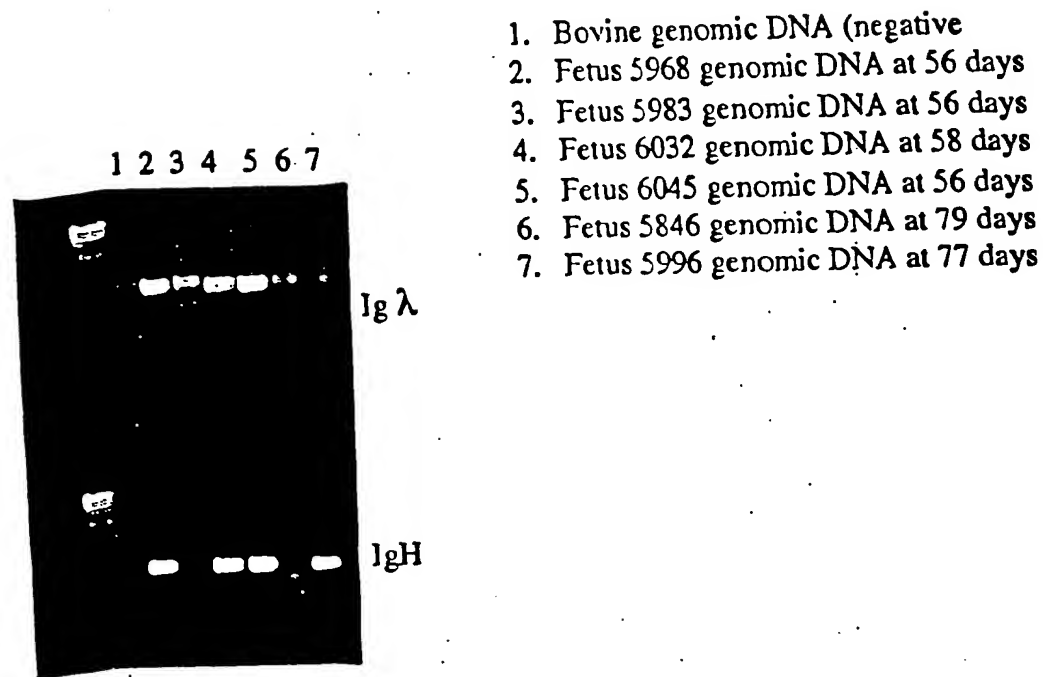 1. Bovine genomic DNA (negative
2. Fetus 5968 genomic DNA at 56 days
3. Fetus 5983 genomic DNA at 56 days
4. Fetus 6032 genomic DNA at 58 days
5. Fetus 6045 genomic DNA at 56 days
6. Fetus 5846 genomic DNA at 79 days
7. Fetus 5996 genomic DNA at 77 days
1 2 3 4 5 6 7
Ig λ
IgH